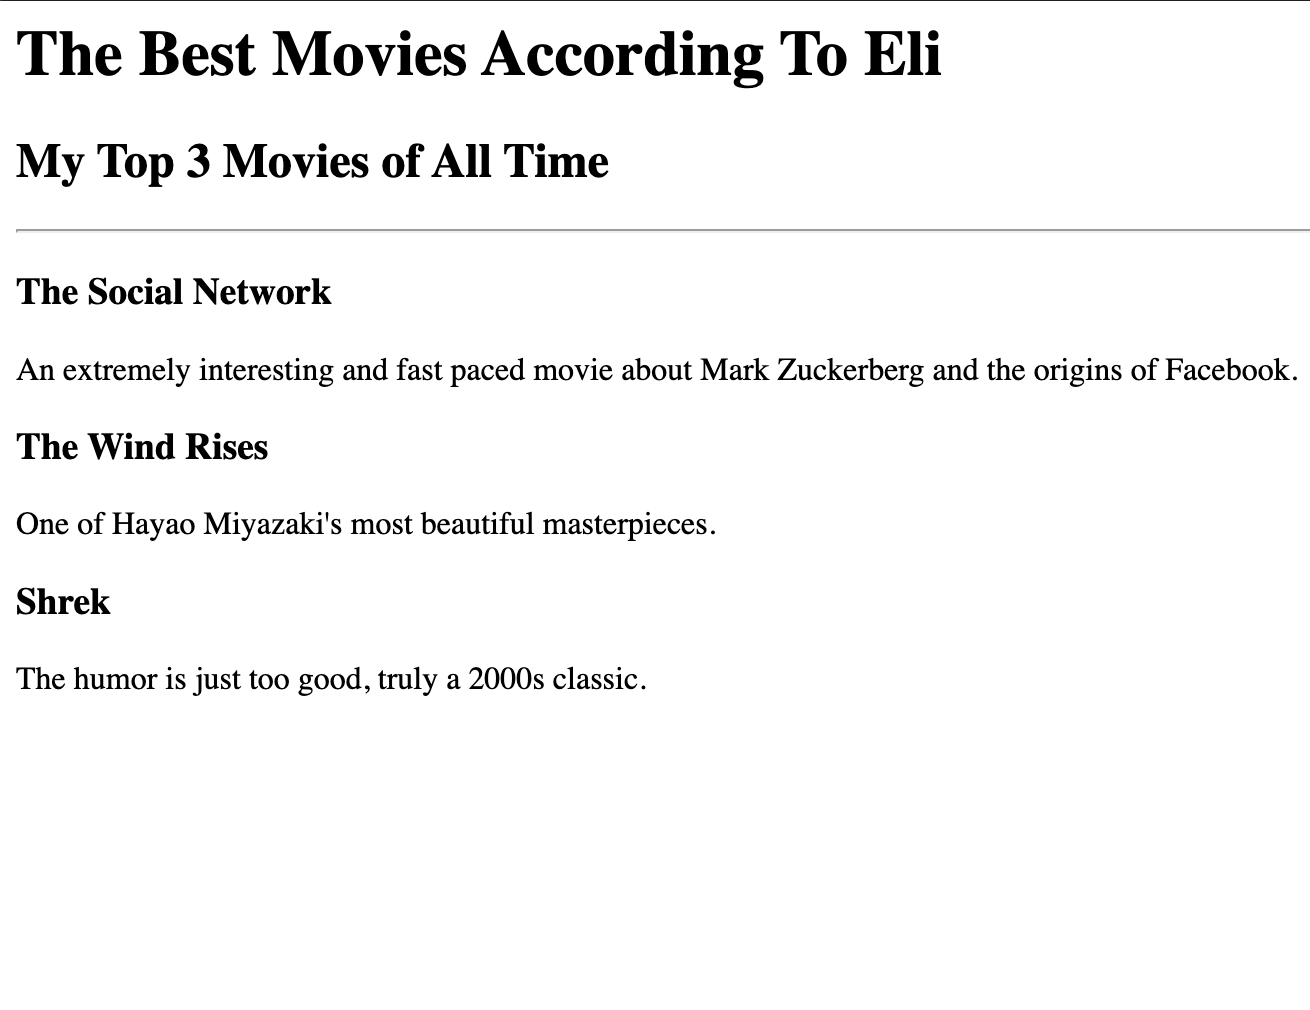 The Best Movies According To Eli
My Top 3 Movies of All Time
The Social Network
An extremely interesting and fast paced movie about Mark Zuckerberg and the origins of Facebook.
The Wind Rises
One of Hayao Miyazaki's most beautiful masterpieces.
Shrek
The humor is just too good, truly a 2000s classic.